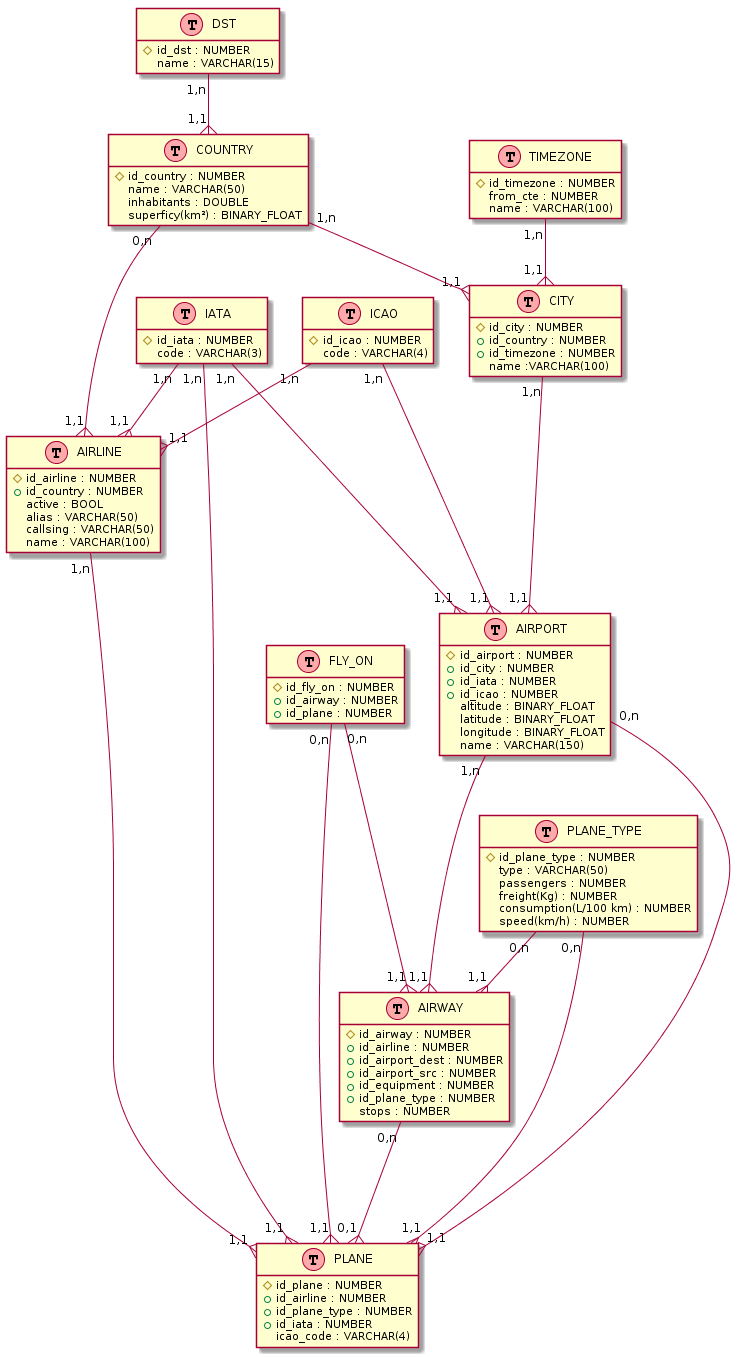 T DST
id_dst : NUMBER
name : VARCHAR(15)
1,n
1,1
T COUNTRY
id_country : NUMBER
name : VARCHAR(50)
inhabitants : DOUBLE
superficy(km²) : BINARY_FLOAT
T TIMEZONE
id_timezone : NUMBER
from_cte : NUMBER
name : VARCHAR(100)
0,n
1,n
1,n
1,1
1,1
T CITY
id_city : NUMBER
id_country : NUMBER
id_timezone : NUMBER
name :VARCHAR(100)
T IATA
id_iata : NUMBER
code : VARCHAR(3)
T ICAO
id_icao : NUMBER
code : VARCHAR(4)
1,n
1,n
1,n
1,n
1,n
1,n
1,1
1,1
1,1
T AIRLINE
id_airline : NUMBER
id_country : NUMBER
active : BOOL
alias : VARCHAR(50)
callsing : VARCHAR(50)
name : VARCHAR(100)
1,n
1,1
1,1
1,1
T AIRPORT
id_airport : NUMBER
id_city : NUMBER
id_iata : NUMBER
id_icao : NUMBER
altitude : BINARY_FLOAT
latitude : BINARY_FLOAT
longitude : BINARY_FLOAT
name : VARCHAR(150)
T FLY_ON
id_fly_on : NUMBER
id_airway : NUMBER
id_plane : NUMBER
0,n
0,n
0,n
1,n
T PLANE_TYPE
id_plane_type : NUMBER
type : VARCHAR(50)
passengers : NUMBER
freight(Kg) : NUMBER
consumption(L/100 km) : NUMBER
speed(km/h) : NUMBER
0,n
0,n
1,1
1,1
1,1
T AIRWAY
id_airway : NUMBER
id_airline : NUMBER
id_airport_dest : NUMBER
id_airport_src : NUMBER
id_equipment : NUMBER
id_plane_type : NUMBER
stops : NUMBER
0,n
1,1
1,1
1,1
0,1
1,1
1,1
T PLANE
id_plane : NUMBER
id_airline : NUMBER
id_plane_type : NUMBER
id_iata : NUMBER
icao_code : VARCHAR(4)